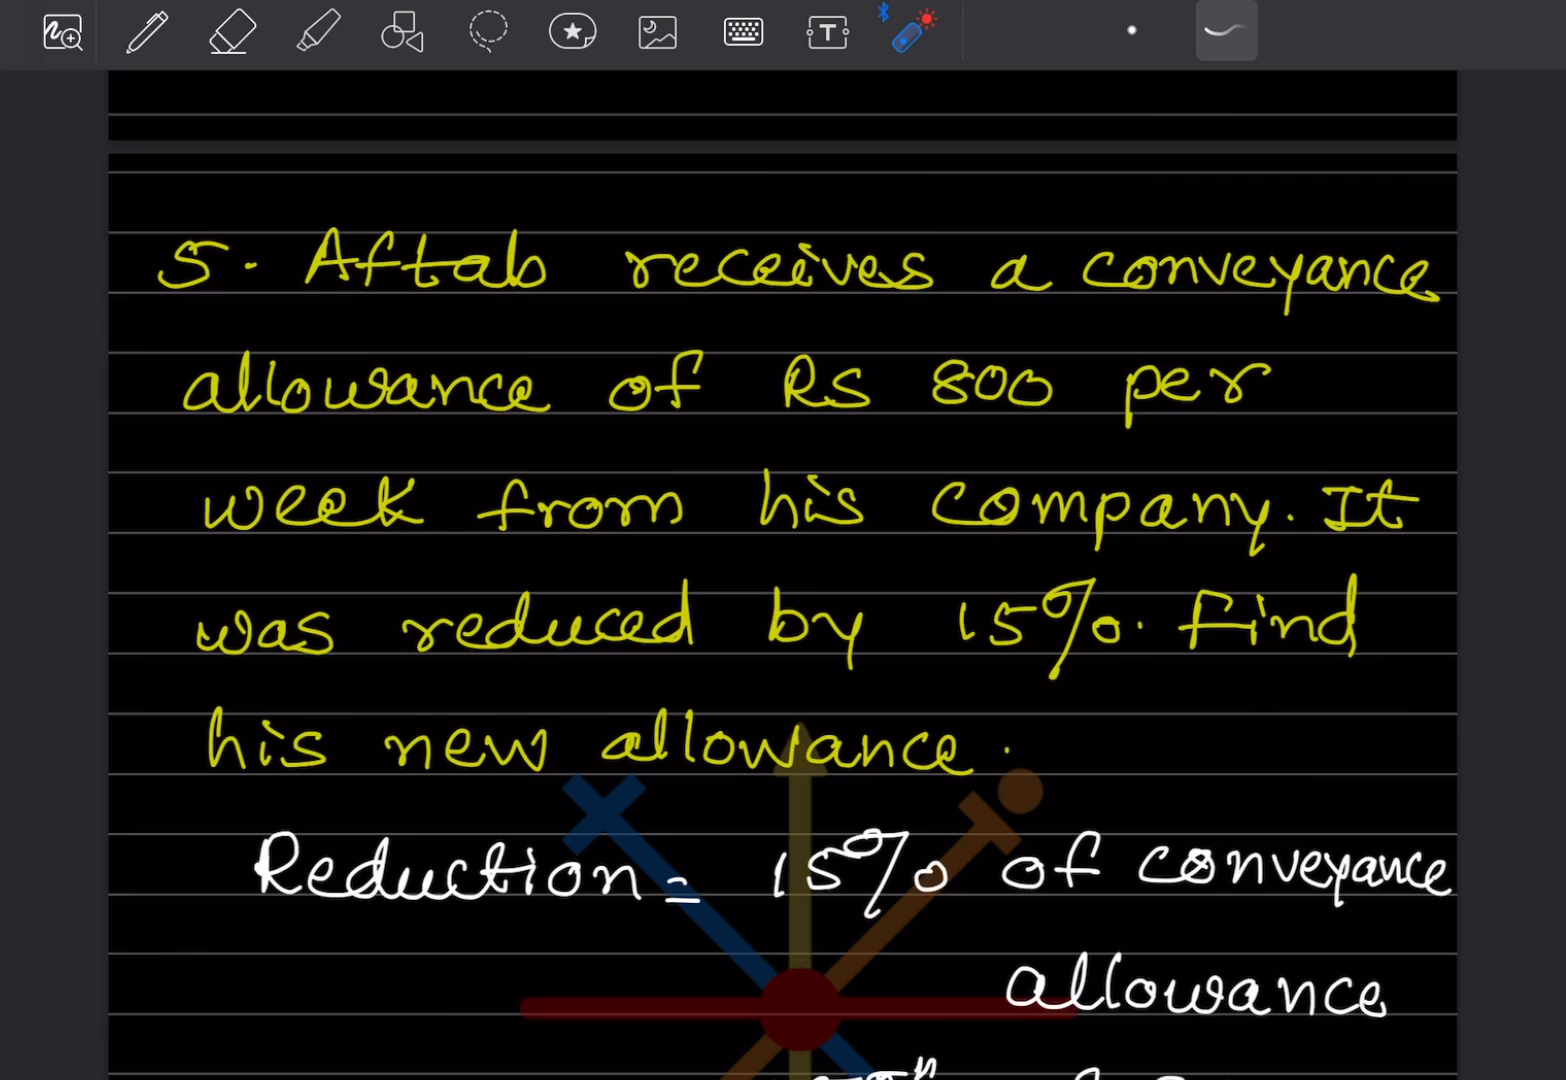 5. Aftab receives a conveyance
allowance of Rs 800 per
week from his company. It
was reduced by 15%. Find
his new allowance.
Reduction = 15% of conveyance
allowance